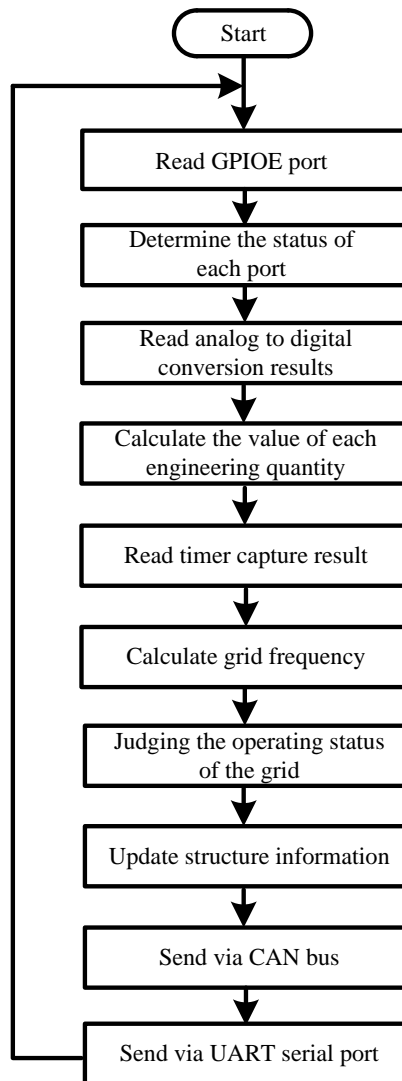 Start
Read GPIOE port
Determine the status of
each port
Read analog to digital
conversion results
Calculate the value of each
engineering quantity
Read timer capture result
Calculate grid frequency
Judging the operating status
of the grid
Update structure information
Send via CAN bus
Send via UART serial port